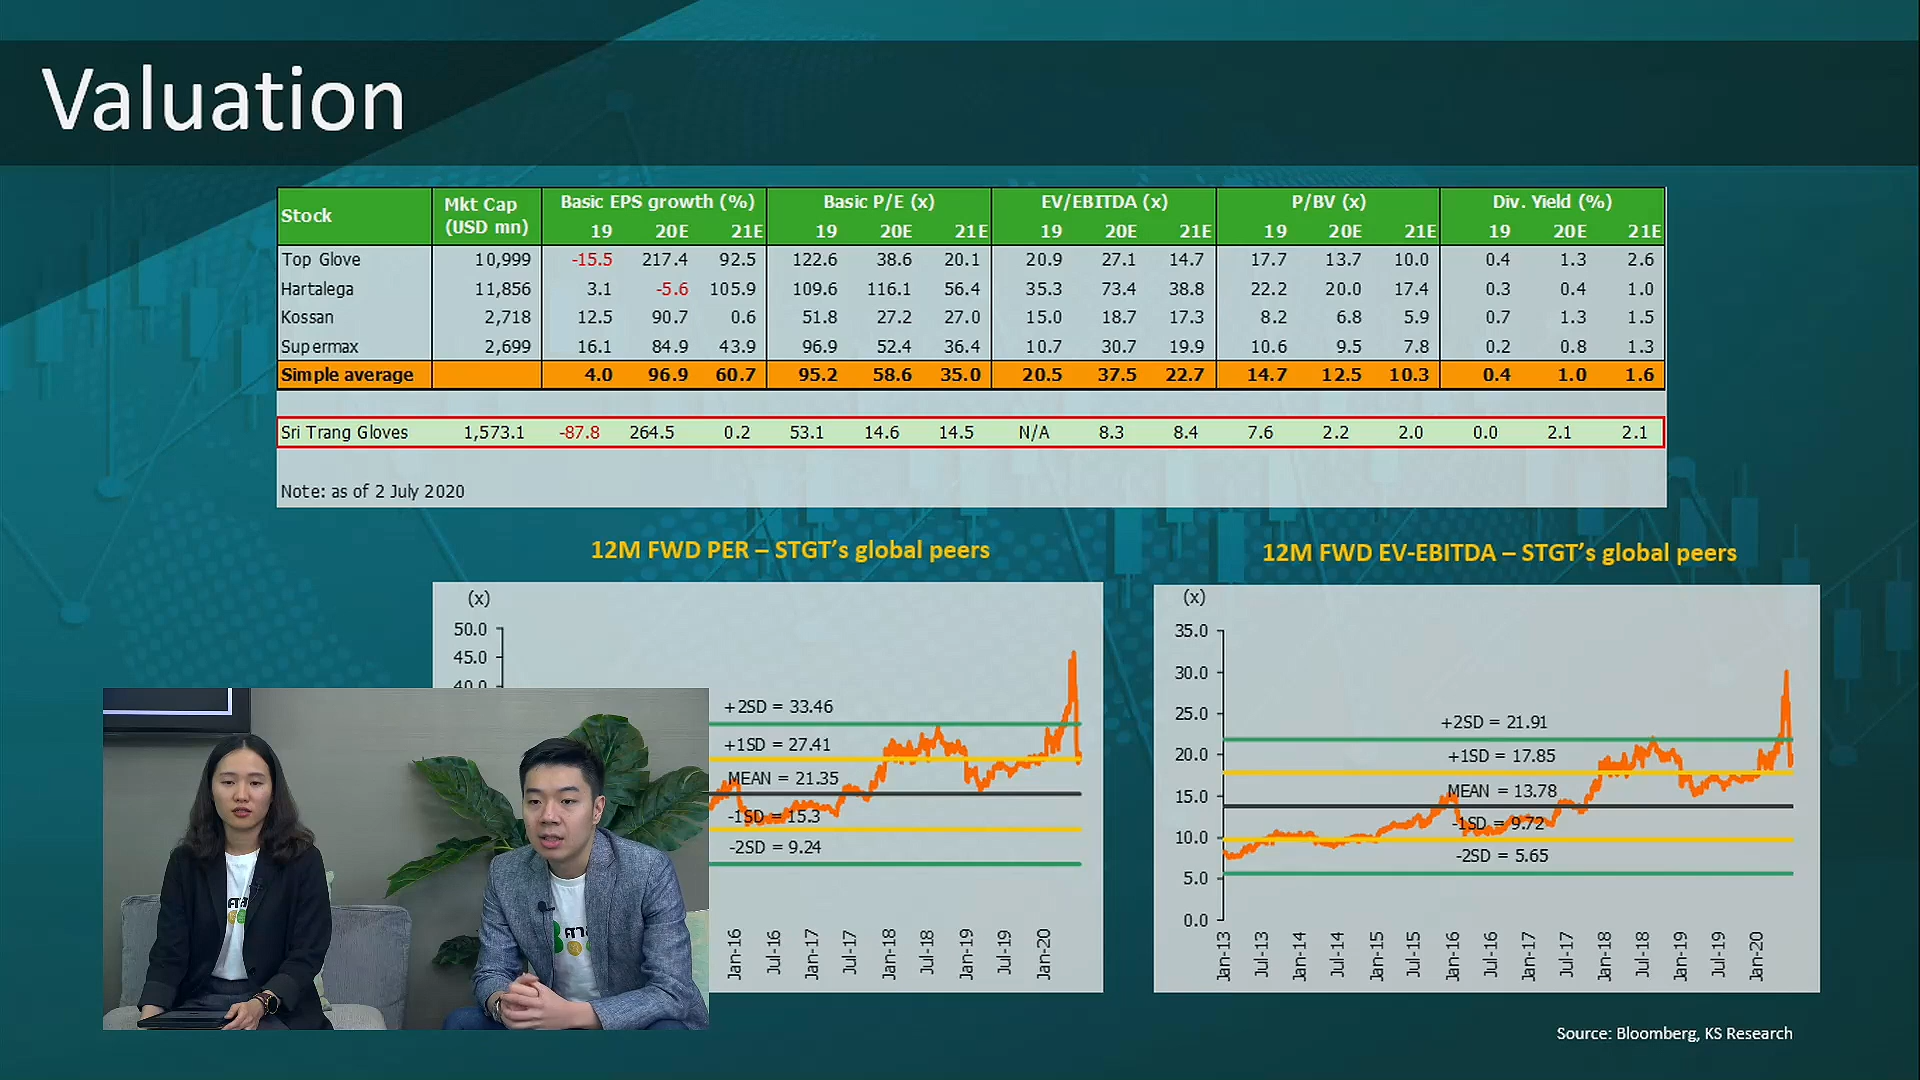 Valuation
Stock Mkt Cap (USD mn) Basic EPS growth (%) Basic P/E (x) EV/EBITDA (x) P/BV (x) Div. Yield (%)
19 20E 21E 19 20E 21E 19 20E 21E 19 20E 21E 19 20E 21E
Top Glove 10,999 -15.5 217.4 92.5 122.6 38.6 20.1 20.9 27.1 14.7 17.7 13.7 10.0 0.4 1.3 2.6
Hartalega 11,856 3.1 -5.6 105.9 109.6 116.1 56.4 35.3 73.4 38.8 22.2 20.0 17.4 0.3 0.4 1.0
Kossan 2,718 12.5 90.7 0.6 51.8 27.2 27.0 15.0 18.7 17.3 8.2 6.8 5.9 0.7 1.3 1.5
Supermax 2,699 16.1 84.9 43.9 96.9 52.4 36.4 10.7 30.7 19.9 10.6 9.5 7.8 0.2 0.8 1.3
Simple average 4.0 96.9 60.7 95.2 58.6 35.0 20.5 37.5 22.7 14.7 12.5 10.3 0.4 1.0 1.6
Sri Trang Gloves 1,573.1 -87.8 264.5 0.2 53.1 14.6 14.5 N/A 8.3 8.4 7.6 2.2 2.0 0.0 2.1 2.1
Note: as of 2 July 2020
12M FWD PER – STGT's global peers
(x)
50.0
45.0
40.0
+2SD = 33.46
+1SD = 27.41
MEAN = 21.35
-1SD = 15.3
-2SD = 9.24
Jan-16 Jul-16 Jan-17 Jul-17 Jan-18 Jul-18 Jan-19 Jul-19 Jan-20
12M FWD EV-EBITDA – STGT's global peers
(x)
35.0
30.0
25.0
20.0
15.0
10.0
5.0
0.0
+2SD = 21.91
+1SD = 17.85
MEAN = 13.78
-1SD = 9.72
-2SD = 5.65
Jan-13 Jul-13 Jan-14 Jul-14 Jan-15 Jul-15 Jan-16 Jul-16 Jan-17 Jul-17 Jan-18 Jul-18 Jan-19 Jul-19 Jan-20
Source: Bloomberg, KS Research